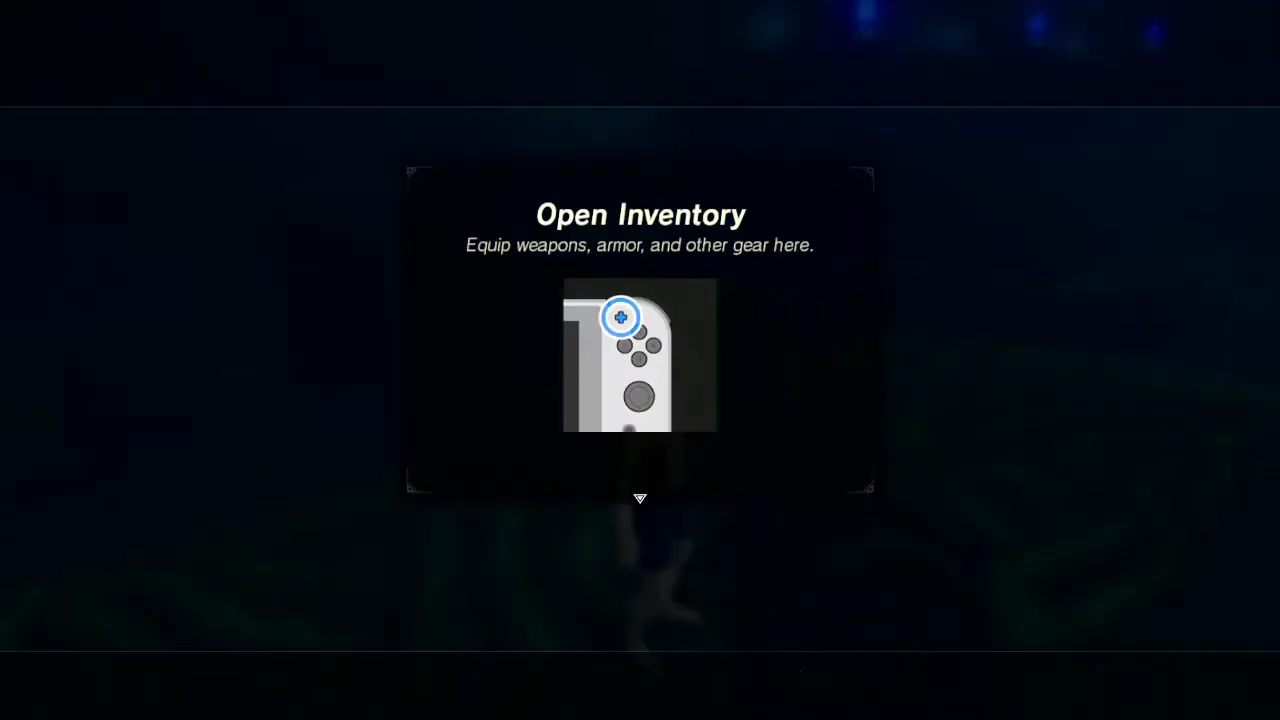 Open Inventory
Equip weapons, armor, and other gear here.